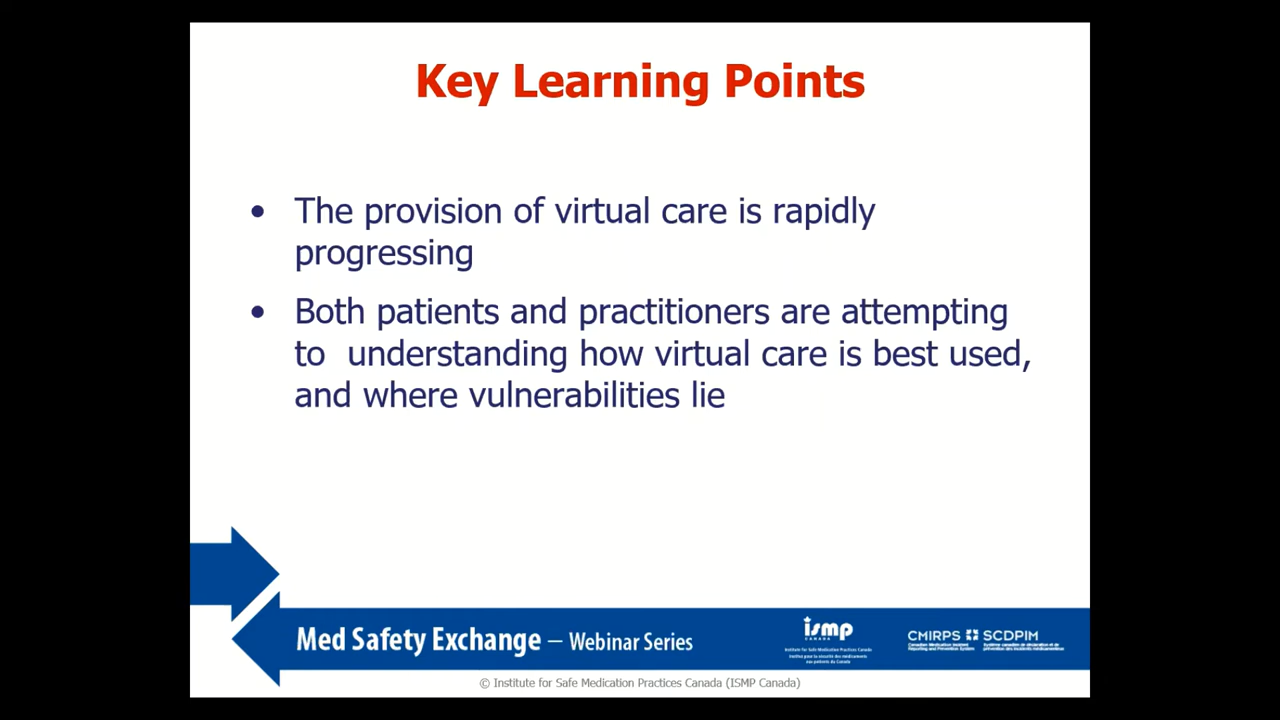 Key Learning Points
• The provision of virtual care is rapidly
progressing
• Both patients and practitioners are attempting
to  understanding how virtual care is best used,
and where vulnerabilities lie
Med Safety Exchange – Webinar Series
ismp
CANADA
Institute for Safe Medication Practices Canada
Institut pour la sécurité des médicaments
aux patients du Canada
CMIRPS SCDPIM
Canadian Medication Incident
Reporting and Prevention System
Système canadien de déclaration et de
prévention des incidents médicamenteux
© Institute for Safe Medication Practices Canada (ISMP Canada)